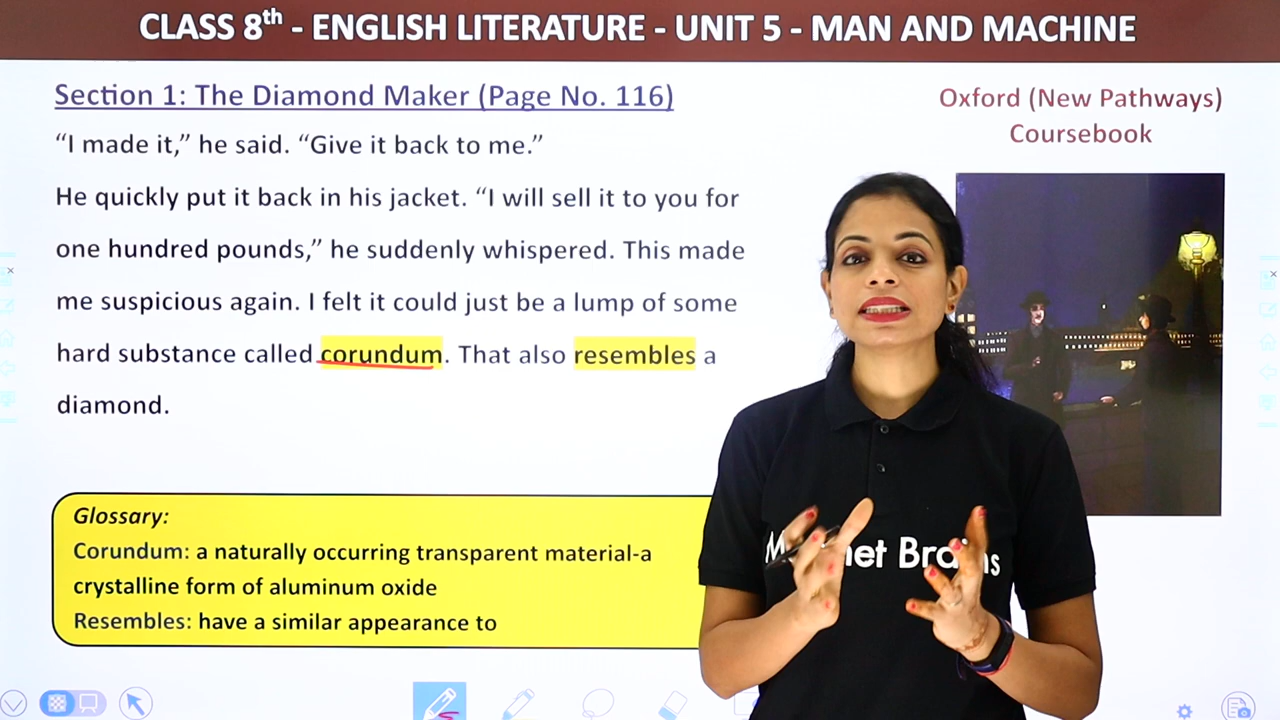 CLASS 8th - ENGLISH LITERATURE - UNIT 5 - MAN AND MACHINE
Section 1: The Diamond Maker (Page No. 116)
Oxford (New Pathways)
Coursebook
“I made it,” he said. “Give it back to me.”
He quickly put it back in his jacket. “I will sell it to you for
one hundred pounds,” he suddenly whispered. This made
me suspicious again. I felt it could just be a lump of some
hard substance called corundum. That also resembles a
diamond.
Glossary:
Corundum: a naturally occurring transparent material-a
crystalline form of aluminum oxide
Resembles: have a similar appearance to